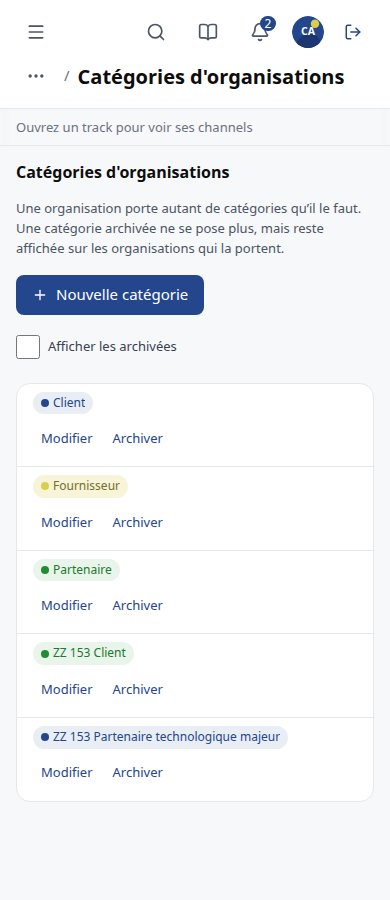 2
CA
... / Catégories d'organisations
Ouvrez un track pour voir ses channels
Catégories d'organisations
Une organisation porte autant de catégories qu'il le faut.
Une catégorie archivée ne se pose plus, mais reste
affichée sur les organisations qui la portent.
+ Nouvelle catégorie
Afficher les archivées
Client
Modifier Archiver
Fournisseur
Modifier Archiver
Partenaire
Modifier Archiver
ZZ 153 Client
Modifier Archiver
ZZ 153 Partenaire technologique majeur
Modifier Archiver